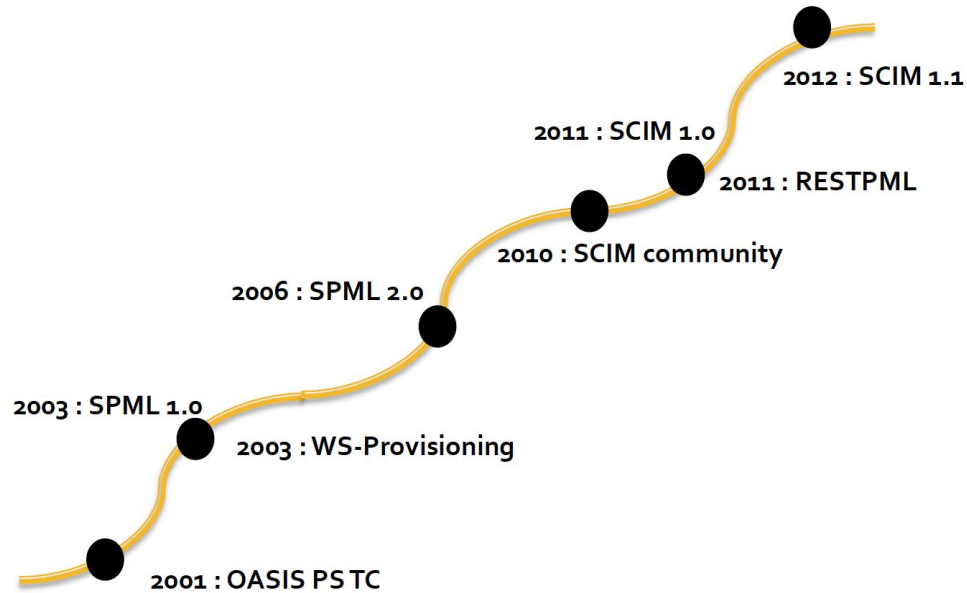 2012 : SCIM 1.1
2011 : SCIM 1.0
2011 : RESTPML
2010 : SCIM community
2006 : SPML 2.0
2003 : SPML 1.0
2003 : WS-Provisioning
2001 : OASIS PS TC